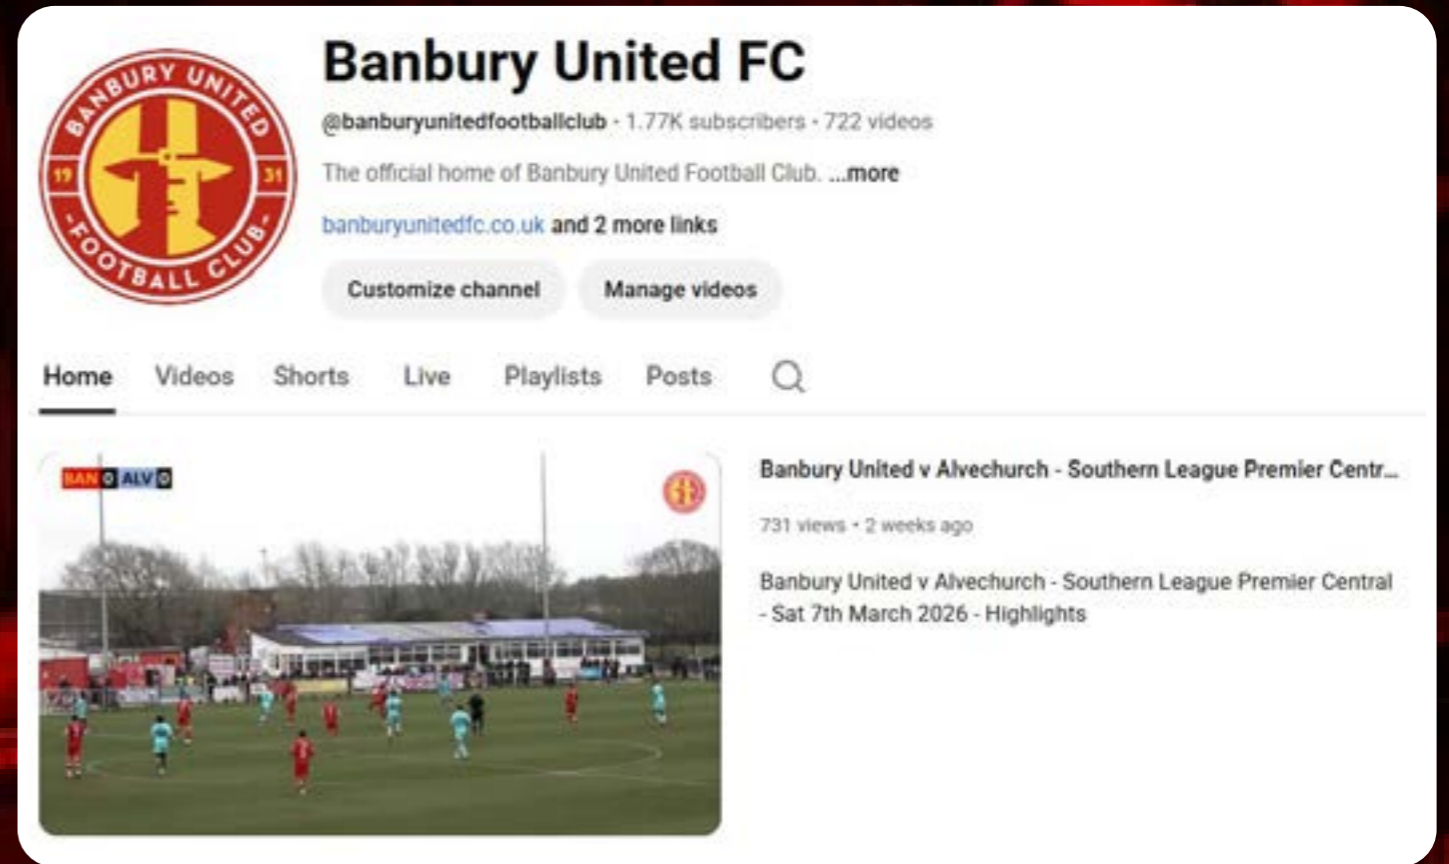 BANBURY UNITED
19 31
-FOOTBALL CLUB-
Banbury United FC
@banburyunitedfootballclub · 1.77K subscribers · 722 videos
The official home of Banbury United Football Club. ...more
banburyunitedfc.co.uk and 2 more links
Customize channel Manage videos
Home Videos Shorts Live Playlists Posts
BAN 0 ALV 0
Banbury United v Alvechurch - Southern League Premier Centr...
731 views · 2 weeks ago
Banbury United v Alvechurch - Southern League Premier Central
- Sat 7th March 2026 - Highlights